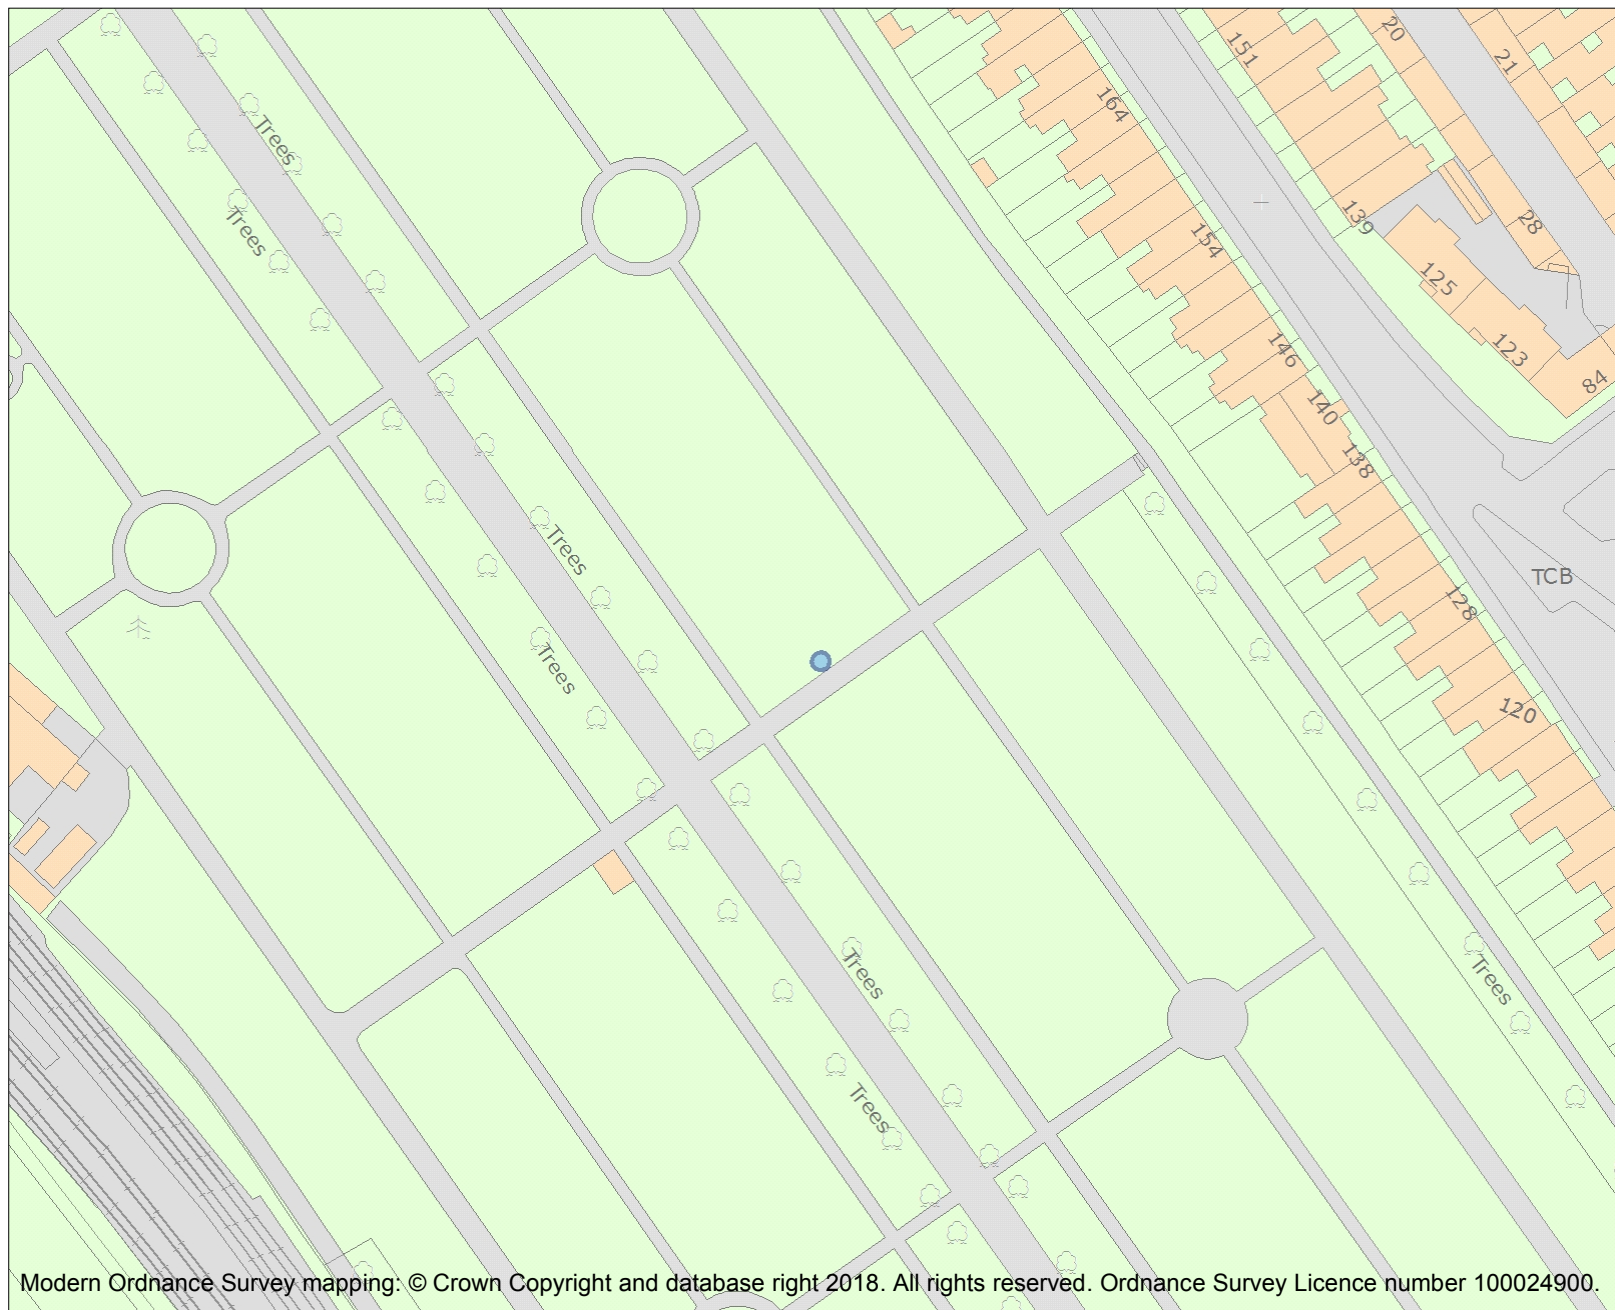 20
21
151
164
Trees
Trees
139
154
28
125
146
123
84
140
138
Trees
TCB
128
Trees
120
Trees
Trees
Trees
Modern Ordnance Survey mapping: © Crown Copyright and database right 2018. All rights reserved. Ordnance Survey Licence number 100024900.